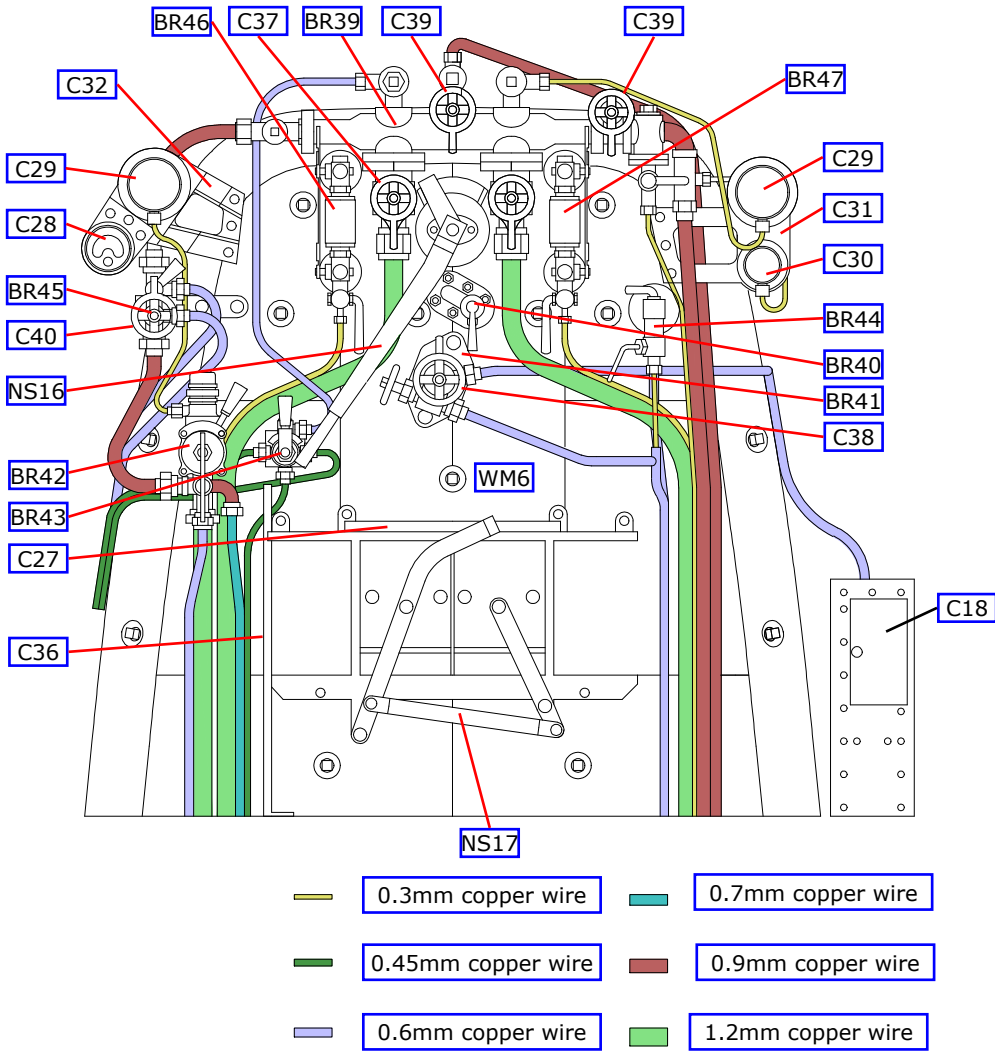 BR46
C37
BR39
C39
C39
C32
BR47
C29
C29
C28
C31
BR45
C30
C40
BR44
NS16
BR40
BR41
C38
BR42
WM6
BR43
C27
C18
C36
NS17
0.3mm copper wire
0.7mm copper wire
0.45mm copper wire
0.9mm copper wire
0.6mm copper wire
1.2mm copper wire